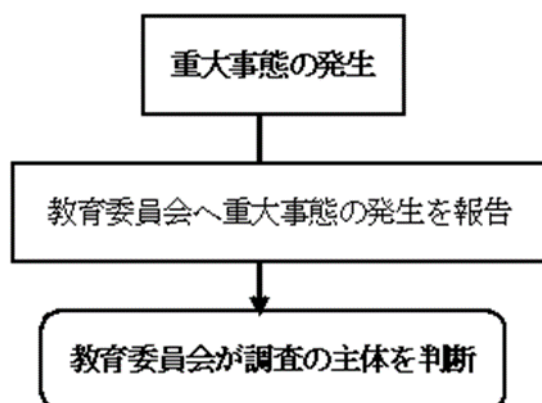 重大事態の発生
教育委員会へ重大事態の発生を報告
教育委員会が調査の主体を判断